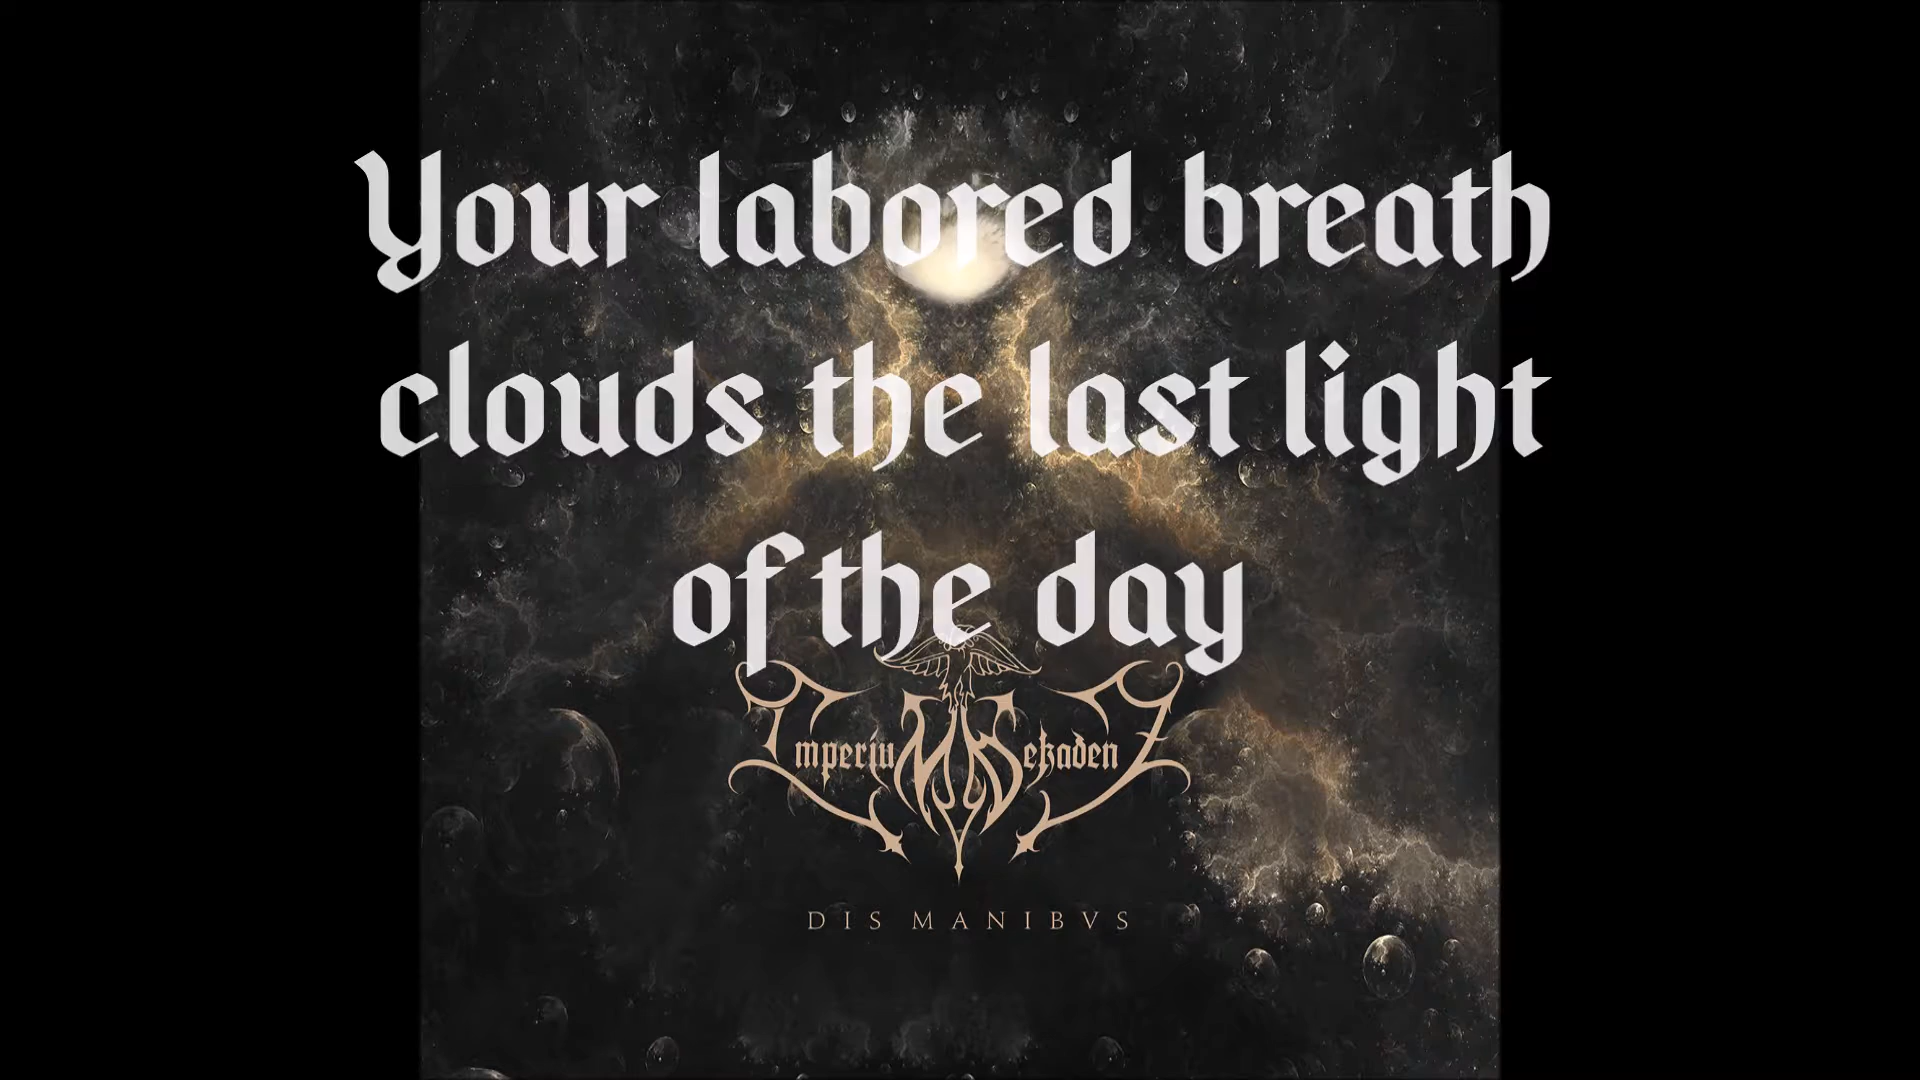 Your labored breath
clouds the last light
of the day
Imperium Dekadenz
DIS MANIBVS